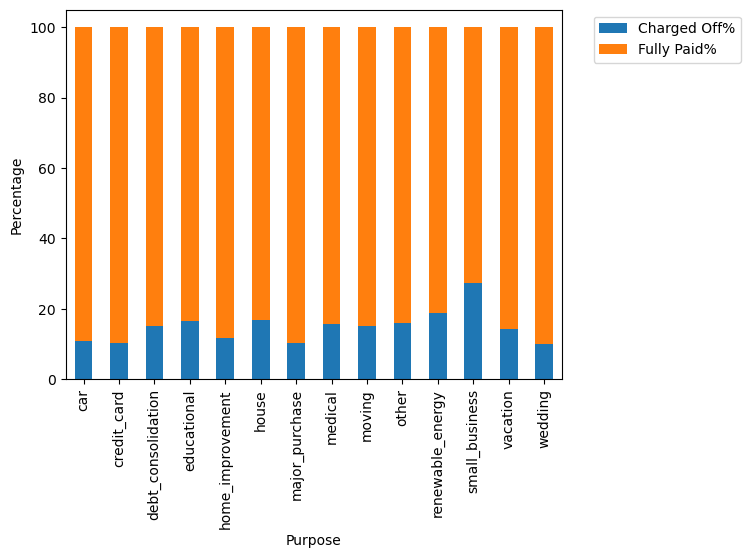 Charged Off%
Fully Paid%
Percentage
100
80
60
40
20
0
car
credit_card
debt_consolidation
educational
home_improvement
house
major_purchase
medical
moving
other
renewable_energy
small_business
vacation
wedding
Purpose